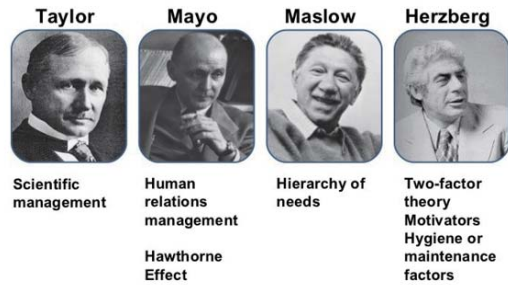 Taylor
Mayo
Maslow
Herzberg
Scientific
management
Human
relations
management
Hawthorne
Effect
Hierarchy of
needs
Two-factor
theory
Motivators
Hygiene or
maintenance
factors